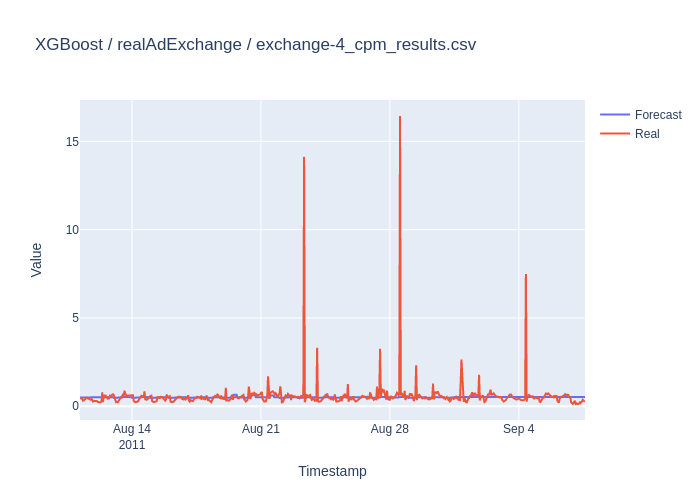 XGBoost / realAdExchange / exchange-4_cpm_results.csv
Forecast
Real
15
10
5
0
Value
Aug 14
2011
Aug 21
Aug 28
Sep 4
Timestamp